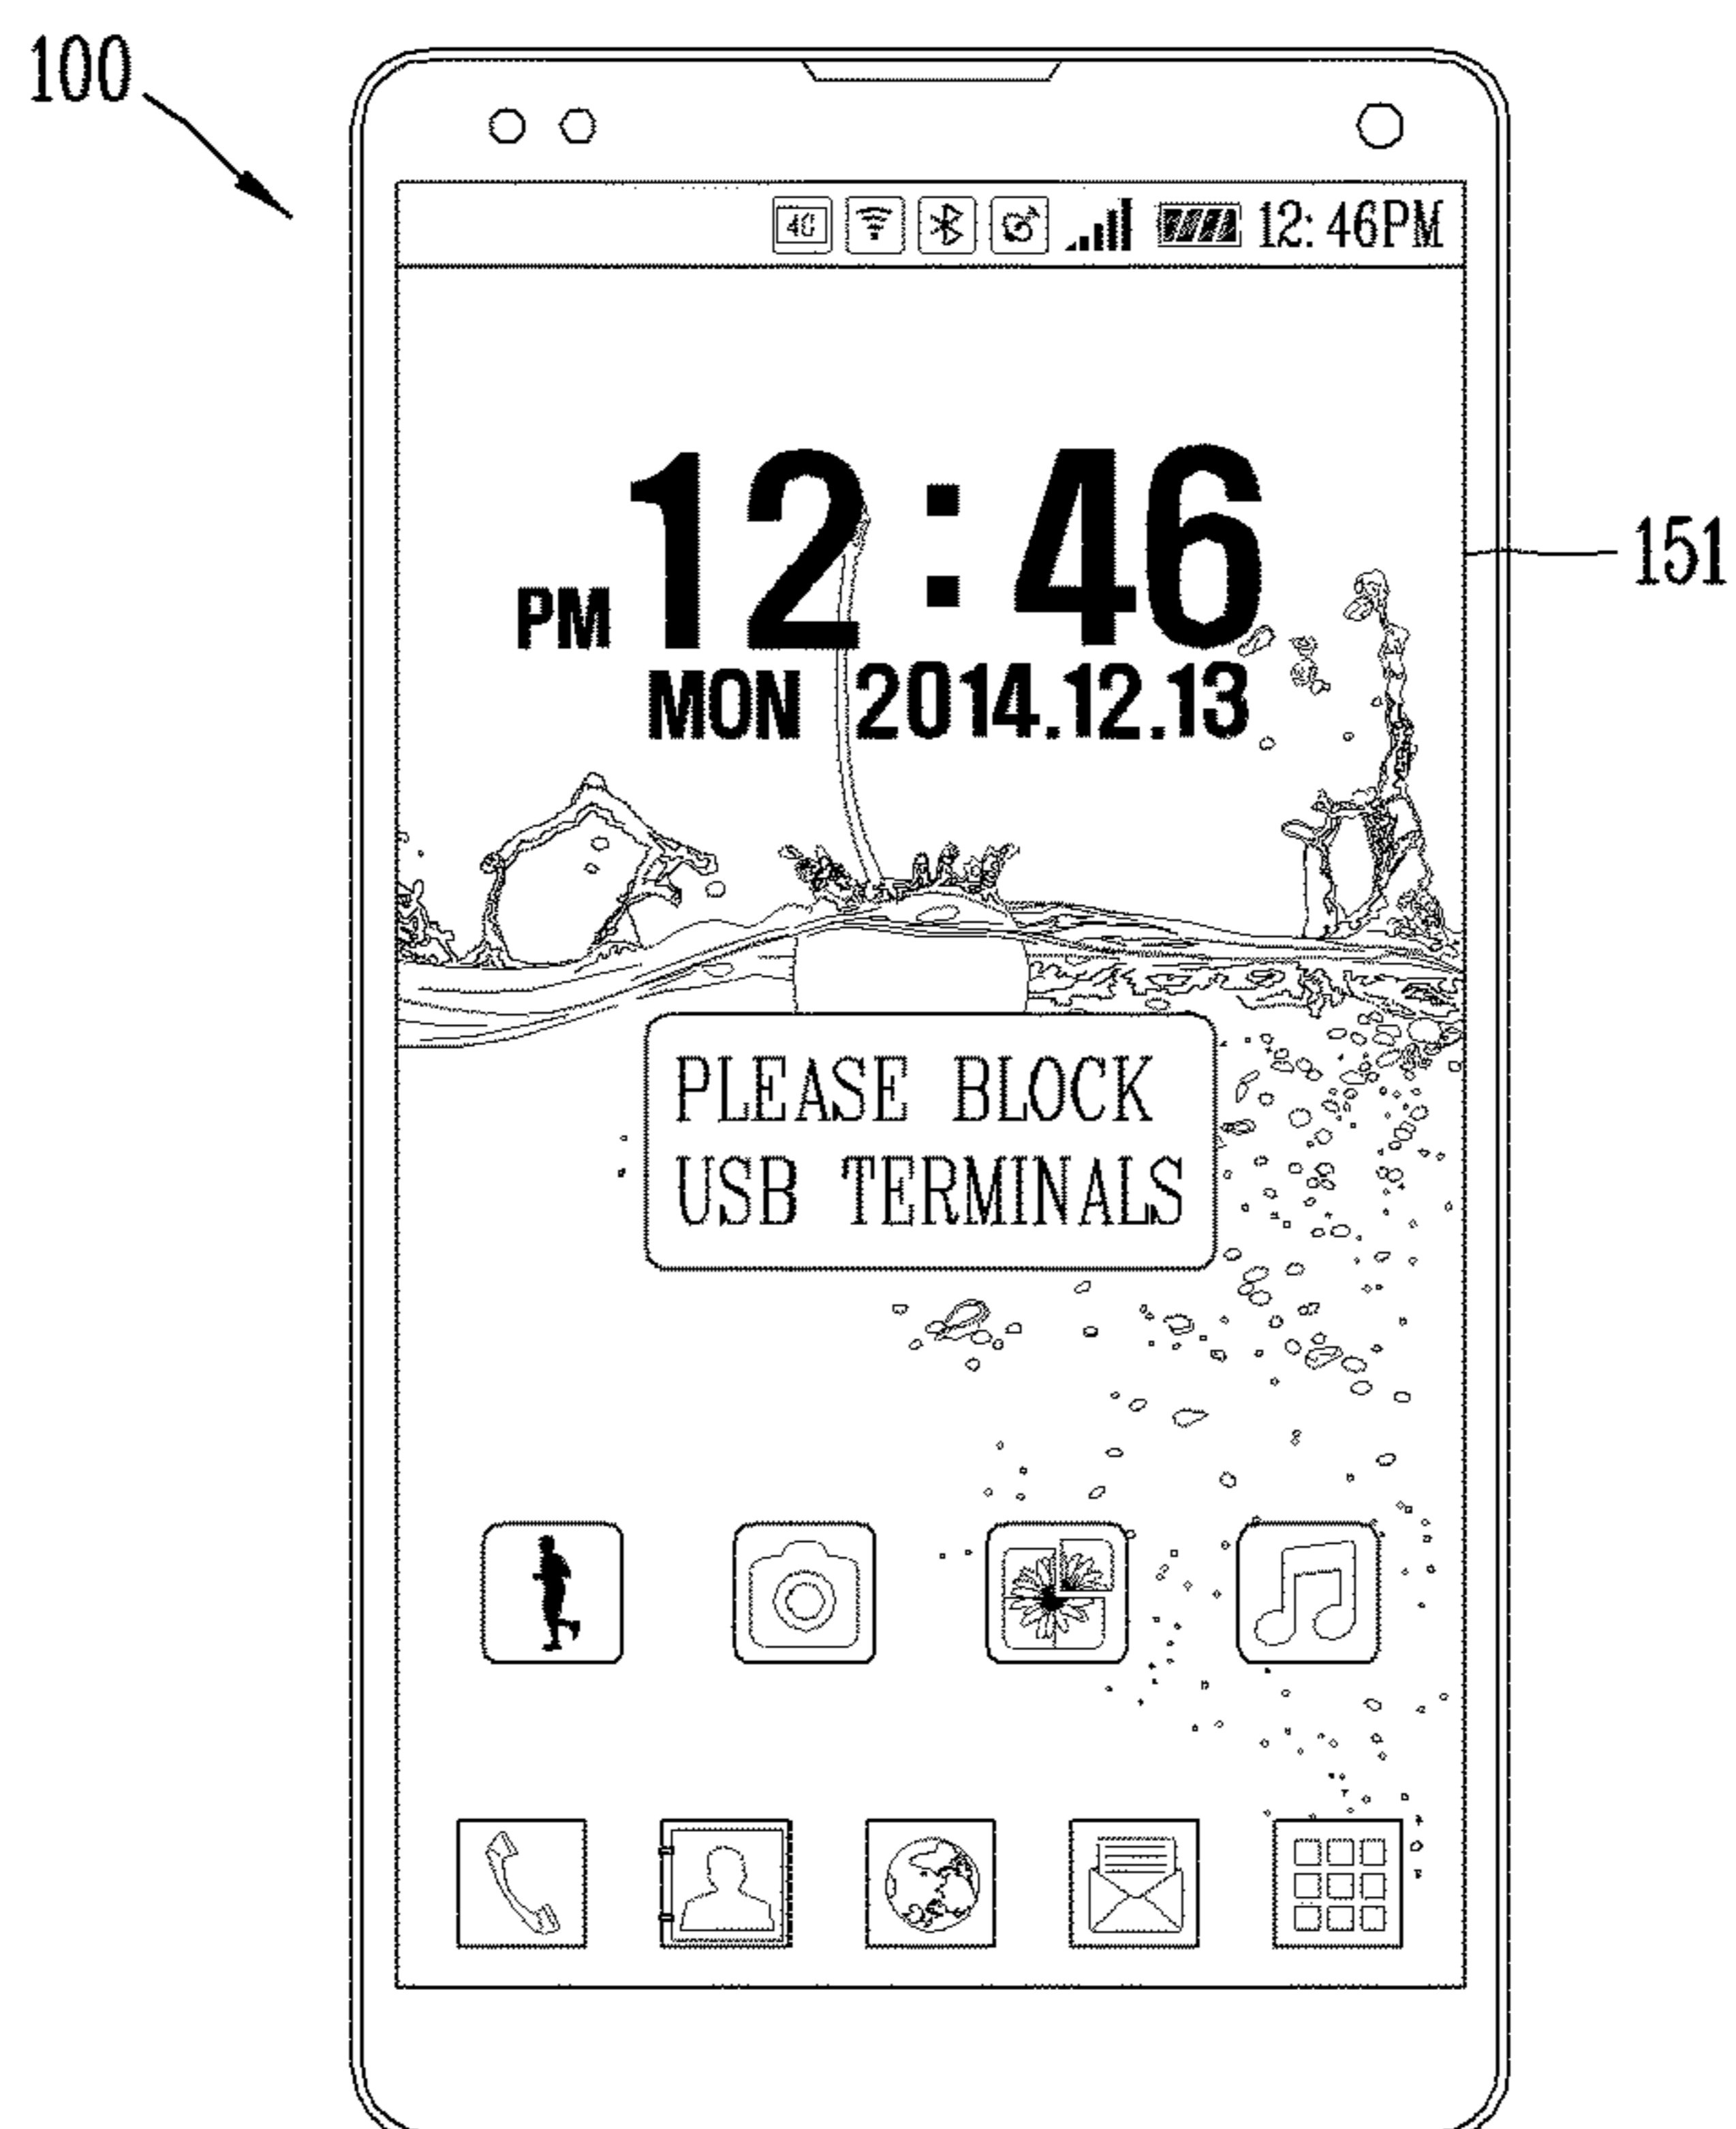 100
4G
12:46PM
12:46
PM
MON 2014.12.13
151
PLEASE BLOCK
USB TERMINALS